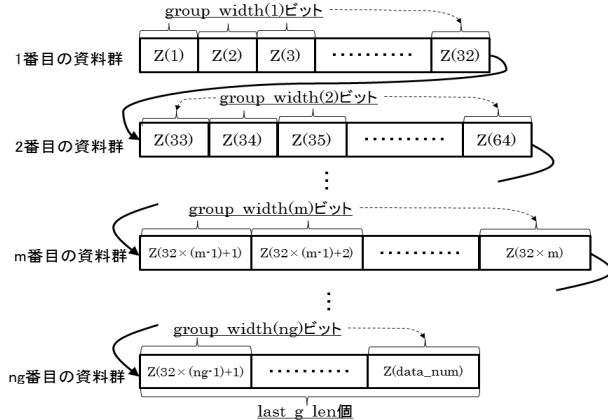 group_width(1)ビット
1番目の資料群 Z(1) Z(2) Z(3) ・・・・・・・・・・ Z(32)
group_width(2)ビット
2番目の資料群 Z(33) Z(34) Z(35) ・・・・・・・・・・ Z(64)
⋮
group_width(m)ビット
m番目の資料群 Z(32×(m-1)+1) Z(32×(m-1)+2) ・・・・・・・・・・ Z(32×m)
⋮
group_width(ng)ビット
ng番目の資料群 Z(32×(ng-1)+1) ・・・・・・・・・・ Z(data_num)
last_g_len個